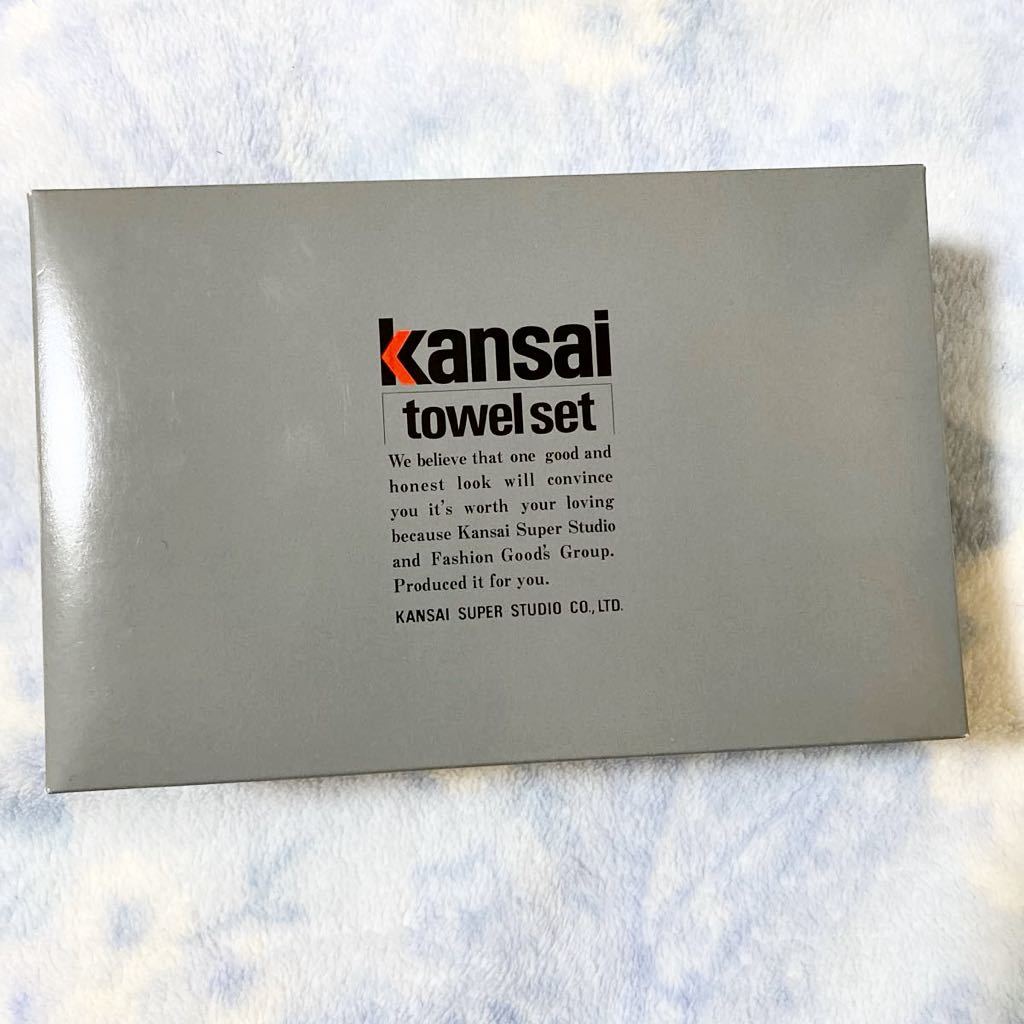 kansai
towel set
We believe that one good and
honest look will convince
you it's worth your loving
because Kansai Super Studio
and Fashion Good's Group.
Produced it for you.
KANSAI SUPER STUDIO CO., LTD.